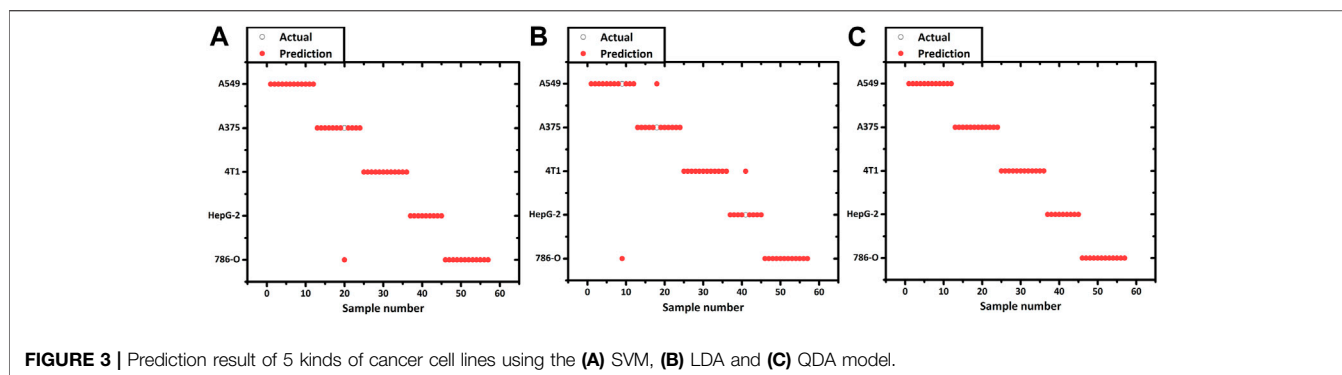 A
Actual
Prediction
A549
A375
4T1
HepG-2
786-O
0 10 20 30 40 50 60
Sample number
B
Actual
Prediction
A549
A375
4T1
HepG-2
786-O
0 10 20 30 40 50 60
Sample number
C
Actual
Prediction
A549
A375
4T1
HepG-2
786-O
0 10 20 30 40 50 60
Sample number
FIGURE 3 | Prediction result of 5 kinds of cancer cell lines using the (A) SVM, (B) LDA and (C) QDA model.